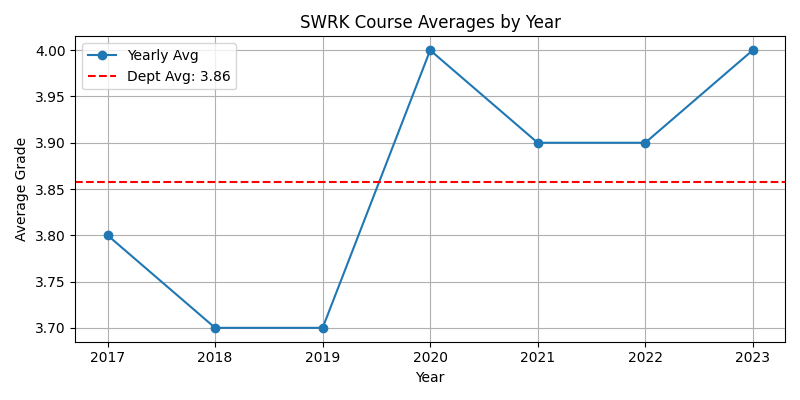 SWRK Course Averages by Year
Yearly Avg
Dept Avg: 3.86
Average Grade
4.00
3.95
3.90
3.85
3.80
3.75
3.70
2017 2018 2019 2020 2021 2022 2023
Year